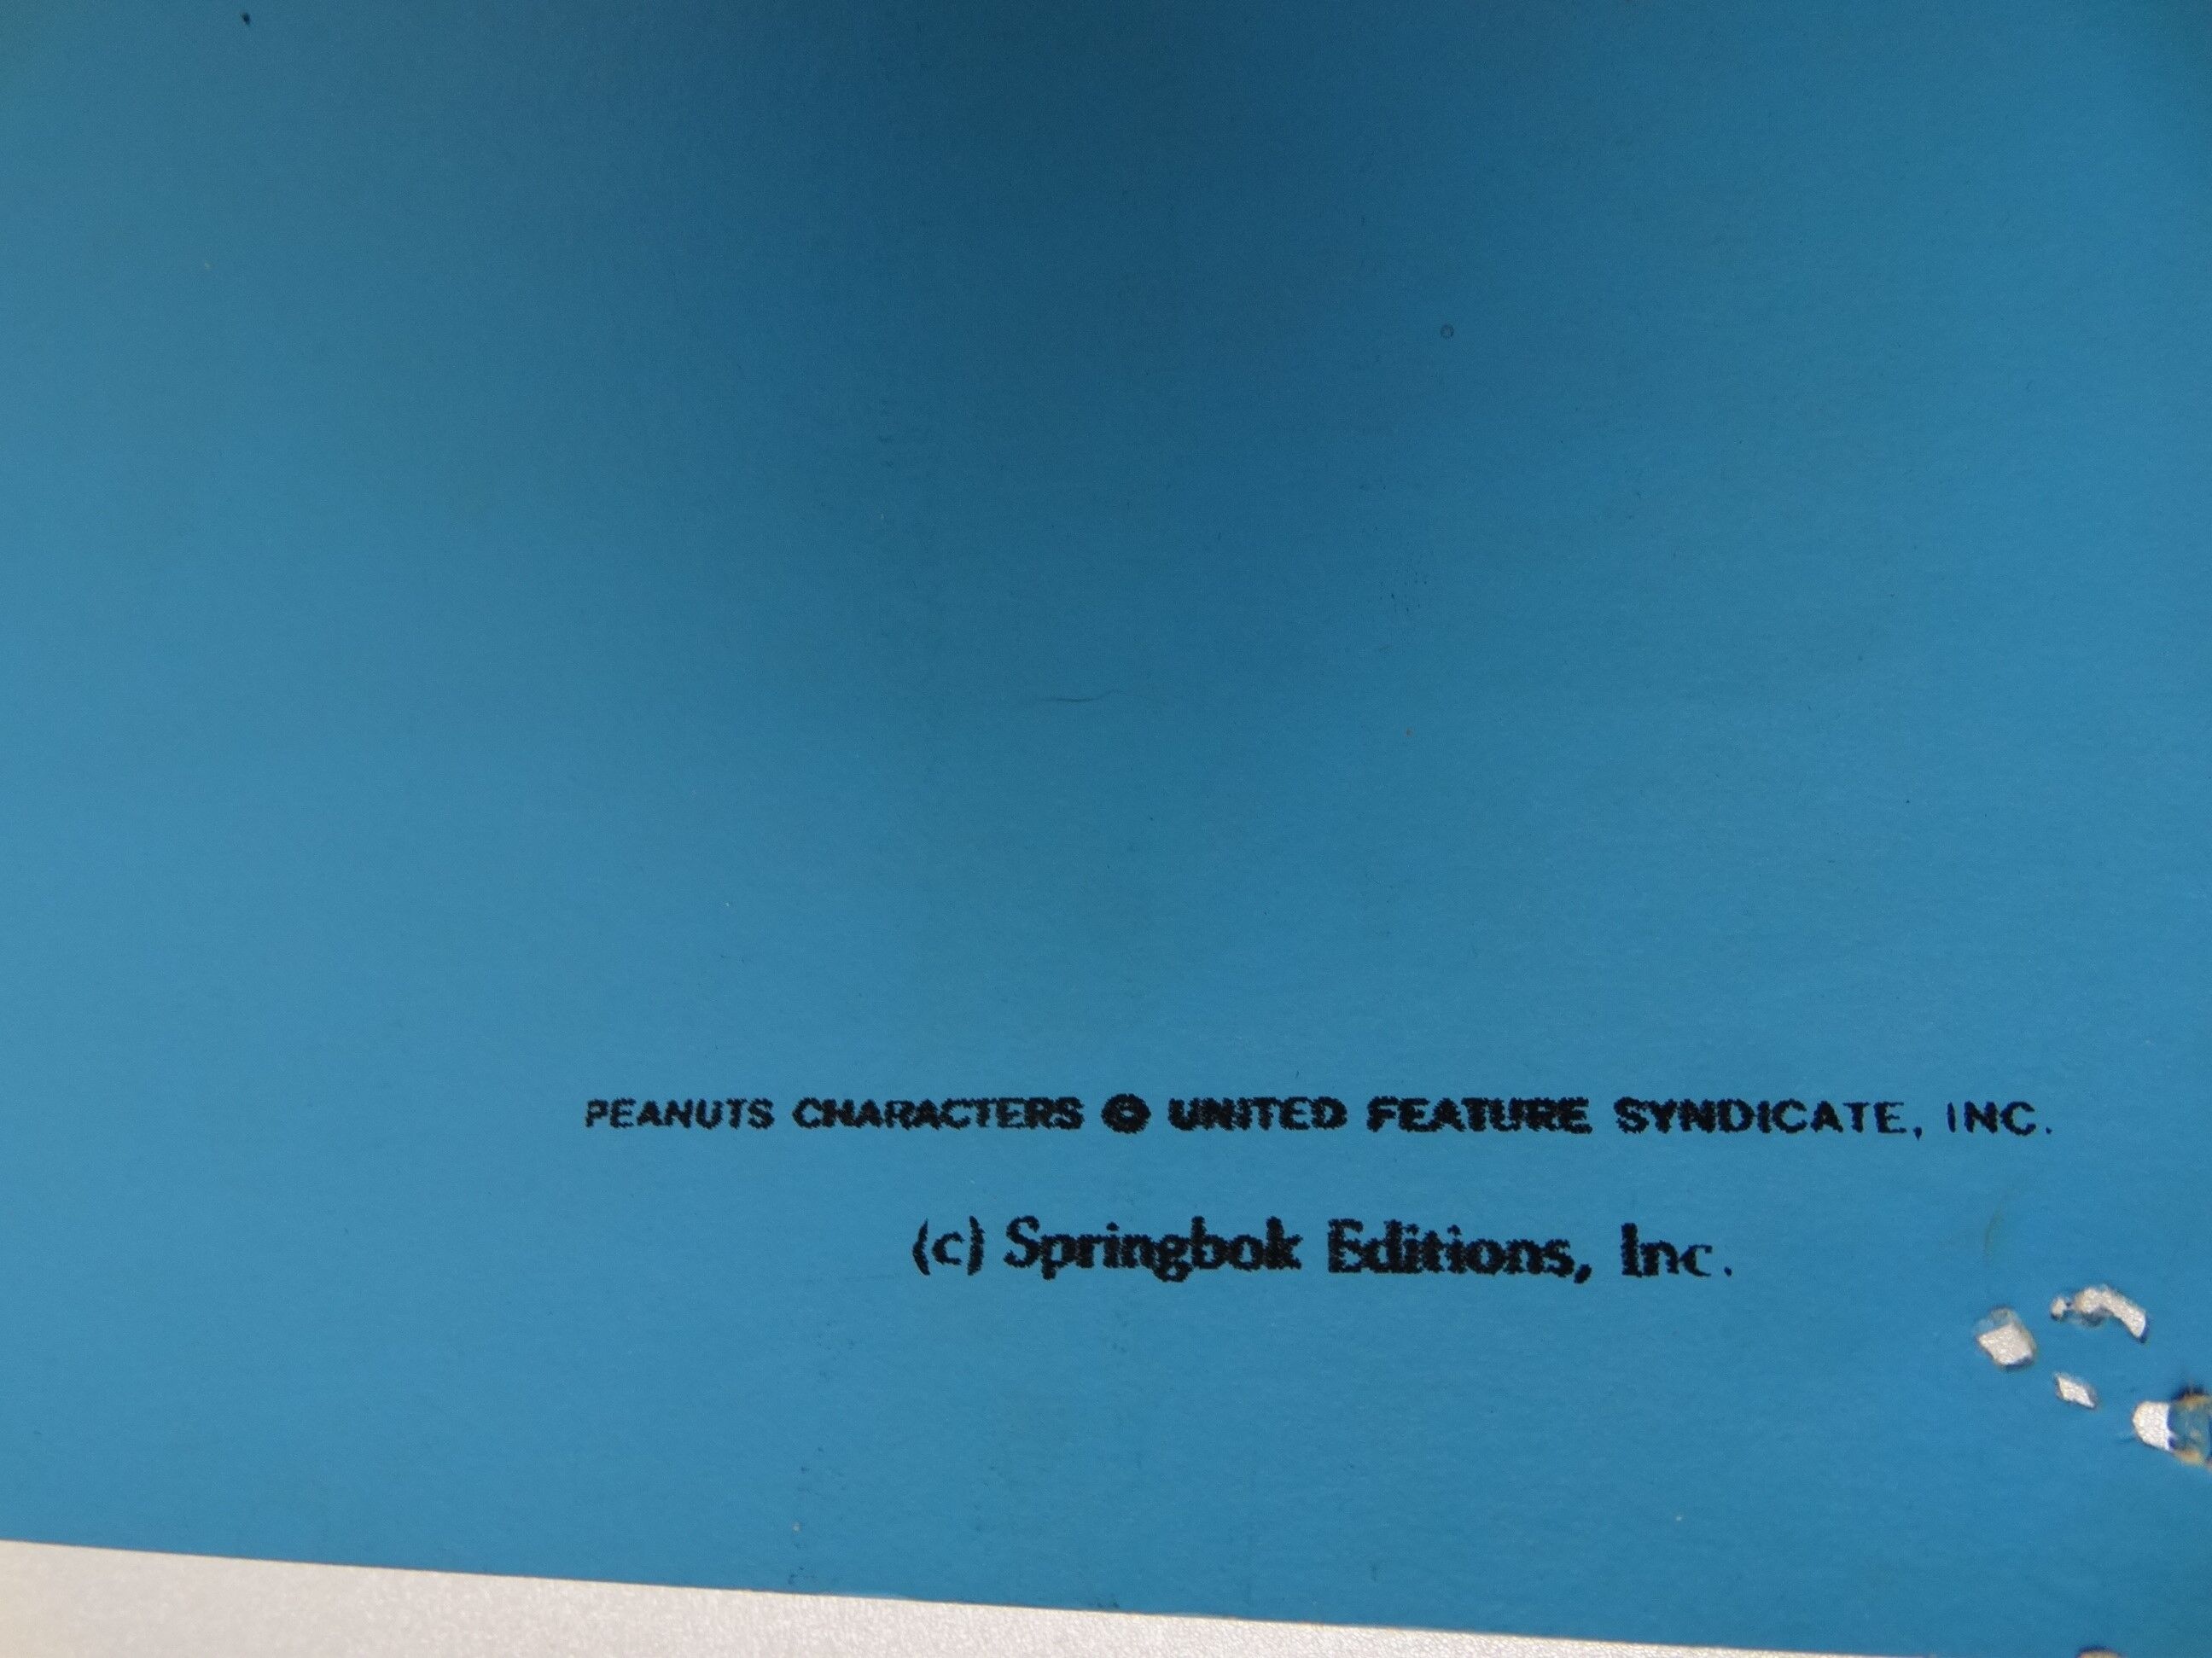 PEANUTS CHARACTERS © UNITED FEATURE SYNDICATE, INC.
(c) Springbok Editions, Inc.